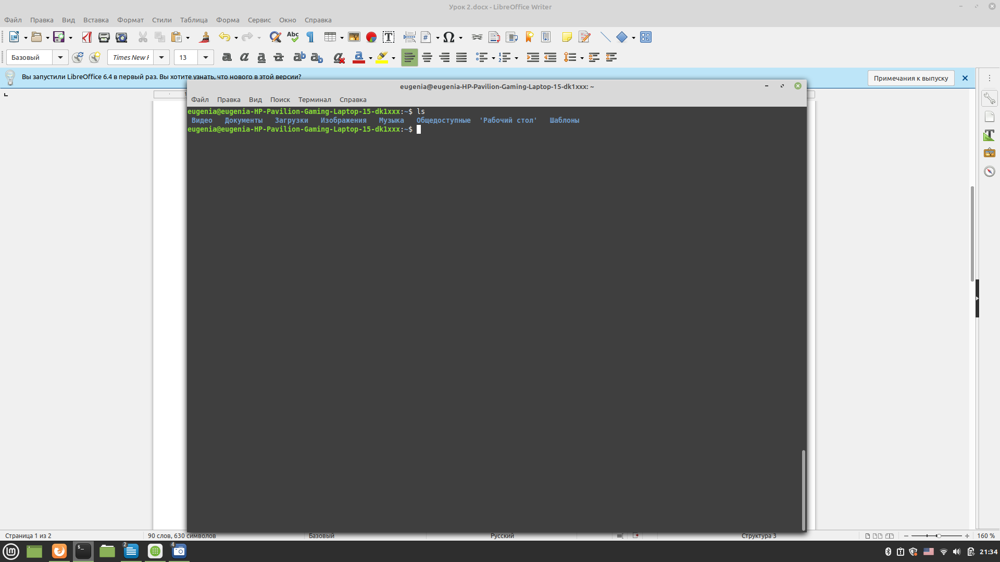 Урок 2.docx - LibreOffice Writer
Файл Правка Вид Вставка Формат Стили Таблица Форма Сервис Окно Справка
Базовый Times New F 13
Вы запустили LibreOffice 6.4 в первый раз. Вы хотите узнать, что нового в этой версии? Примечания к выпуску
eugenia@eugenia-HP-Pavilion-Gaming-Laptop-15-dk1xxx: ~
Файл Правка Вид Поиск Терминал Справка
eugenia@eugenia-HP-Pavilion-Gaming-Laptop-15-dk1xxx:~$ ls
Видео Документы Загрузки Изображения Музыка Общедоступные 'Рабочий стол' Шаблоны
eugenia@eugenia-HP-Pavilion-Gaming-Laptop-15-dk1xxx:~$
Страница 1 из 2 90 слов, 630 символов Базовый Русский Структура 3 160 %
2 4 21:34